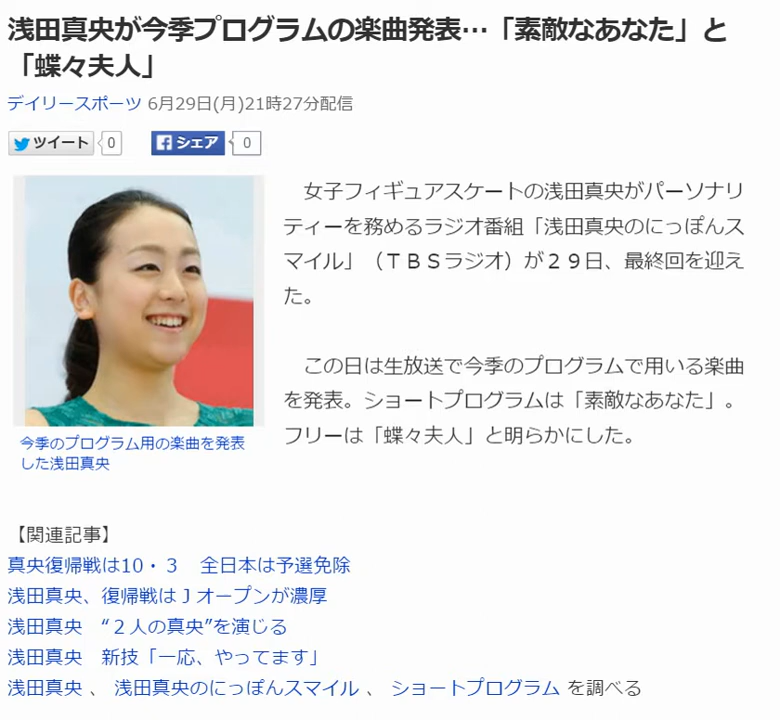 浅田真央が今季プログラムの楽曲発表…「素敵なあなた」と
「蝶々夫人」
デイリースポーツ 6月29日(月)21時27分配信
ツイート 0 シェア 0
女子フィギュアスケートの浅田真央がパーソナリ
ティーを務めるラジオ番組「浅田真央のにっぽんス
マイル」（ＴＢＳラジオ）が２９日、最終回を迎え
た。
この日は生放送で今季のプログラムで用いる楽曲
を発表。ショートプログラムは「素敵なあなた」。
フリーは「蝶々夫人」と明らかにした。
今季のプログラム用の楽曲を発表
した浅田真央
【関連記事】
真央復帰戦は10・３　全日本は予選免除
浅田真央、復帰戦はＪオープンが濃厚
浅田真央　“２人の真央”を演じる
浅田真央　新技「一応、やってます」
浅田真央 、 浅田真央のにっぽんスマイル 、 ショートプログラム を調べる